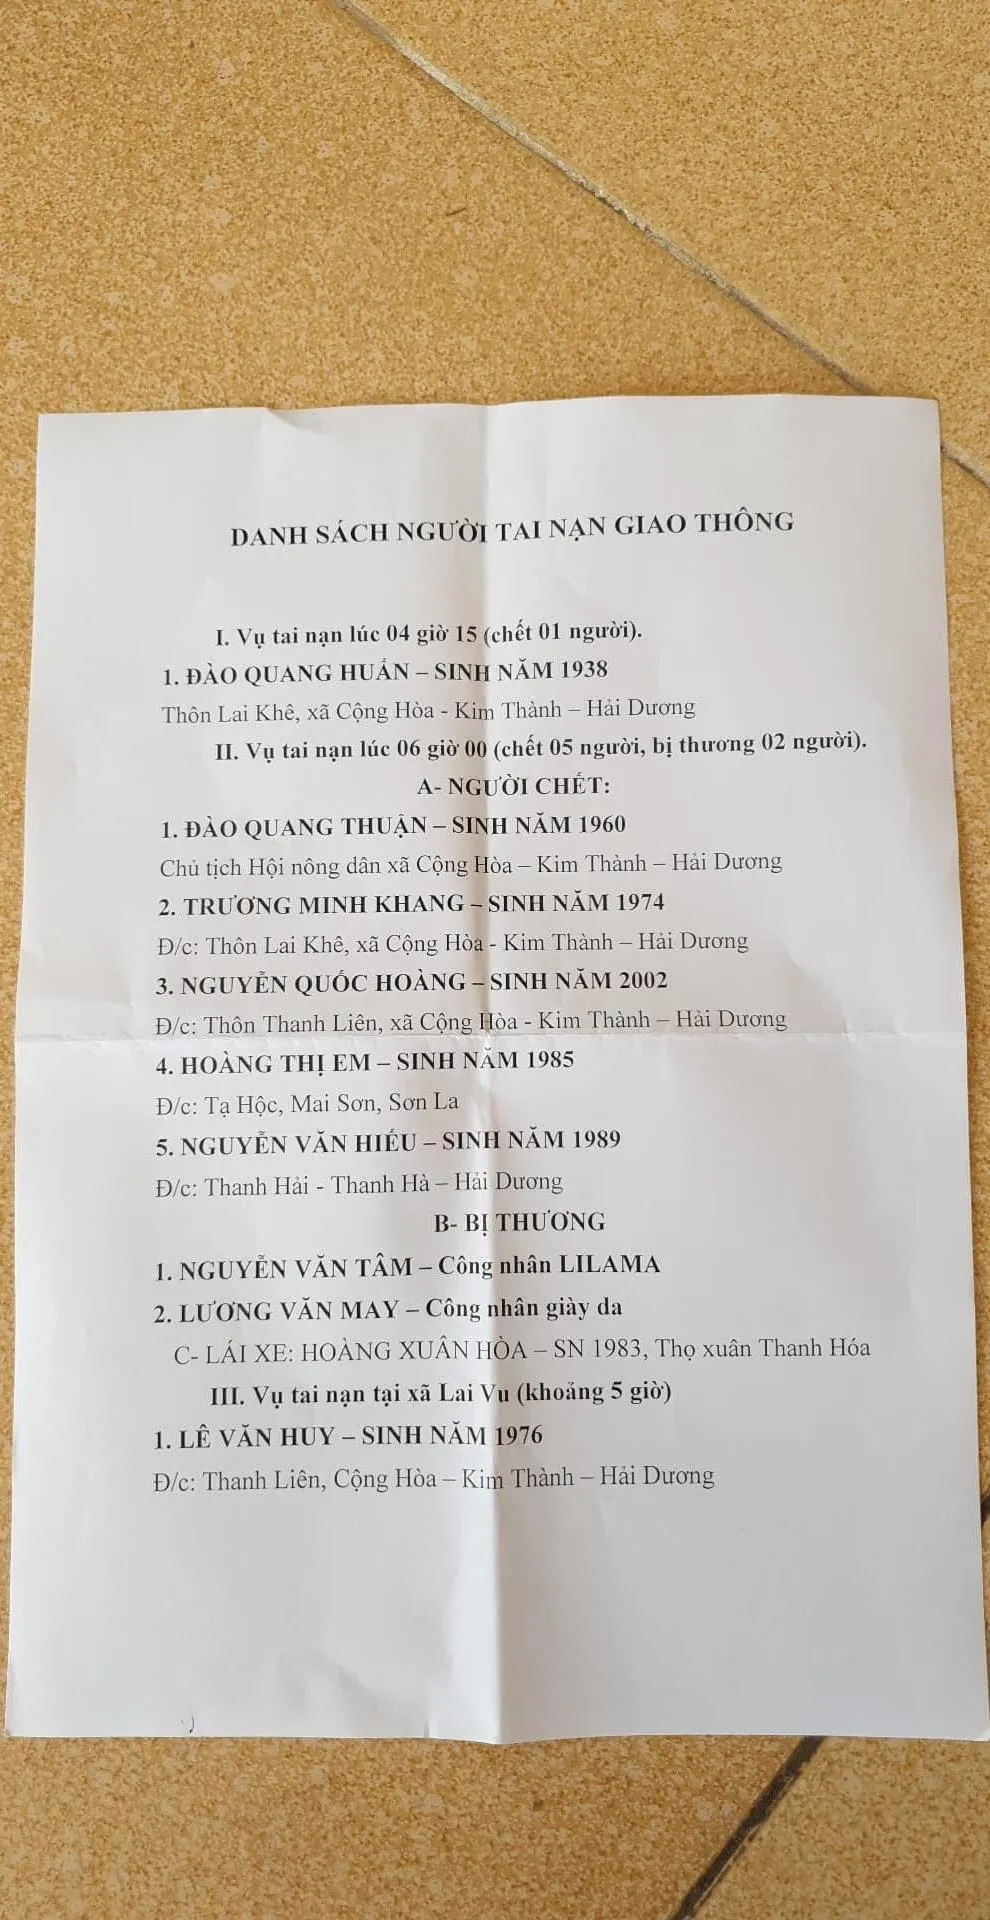 DANH SÁCH NGƯỜI TAI NẠN GIAO THÔNG
I. Vụ tai nạn lúc 04 giờ 15 (chết 01 người).
1. ĐÀO QUANG HUẤN – SINH NĂM 1938
Thôn Lai Khê, xã Cộng Hòa - Kim Thành – Hải Dương
II. Vụ tai nạn lúc 06 giờ 00 (chết 05 người, bị thương 02 người).
A- NGƯỜI CHẾT:
1. ĐÀO QUANG THUẬN – SINH NĂM 1960
Chủ tịch Hội nông dân xã Cộng Hòa – Kim Thành – Hải Dương
2. TRƯƠNG MINH KHANG – SINH NĂM 1974
Đ/c: Thôn Lai Khê, xã Cộng Hòa - Kim Thành – Hải Dương
3. NGUYỄN QUỐC HOÀNG – SINH NĂM 2002
Đ/c: Thôn Thanh Liên, xã Cộng Hòa - Kim Thành – Hải Dương
4. HOÀNG THỊ EM – SINH NĂM 1985
Đ/c: Tạ Hộc, Mai Sơn, Sơn La
5. NGUYỄN VĂN HIẾU – SINH NĂM 1989
Đ/c: Thanh Hải - Thanh Hà – Hải Dương
B- BỊ THƯƠNG
1. NGUYỄN VĂN TÂM – Công nhân LILAMA
2. LƯƠNG VĂN MAY – Công nhân giày da
C- LÁI XE: HOÀNG XUÂN HÒA – SN 1983, Thọ xuân Thanh Hóa
III. Vụ tai nạn tại xã Lai Vu (khoảng 5 giờ)
1. LÊ VĂN HUY – SINH NĂM 1976
Đ/c: Thanh Liên, Cộng Hòa – Kim Thành – Hải Dương